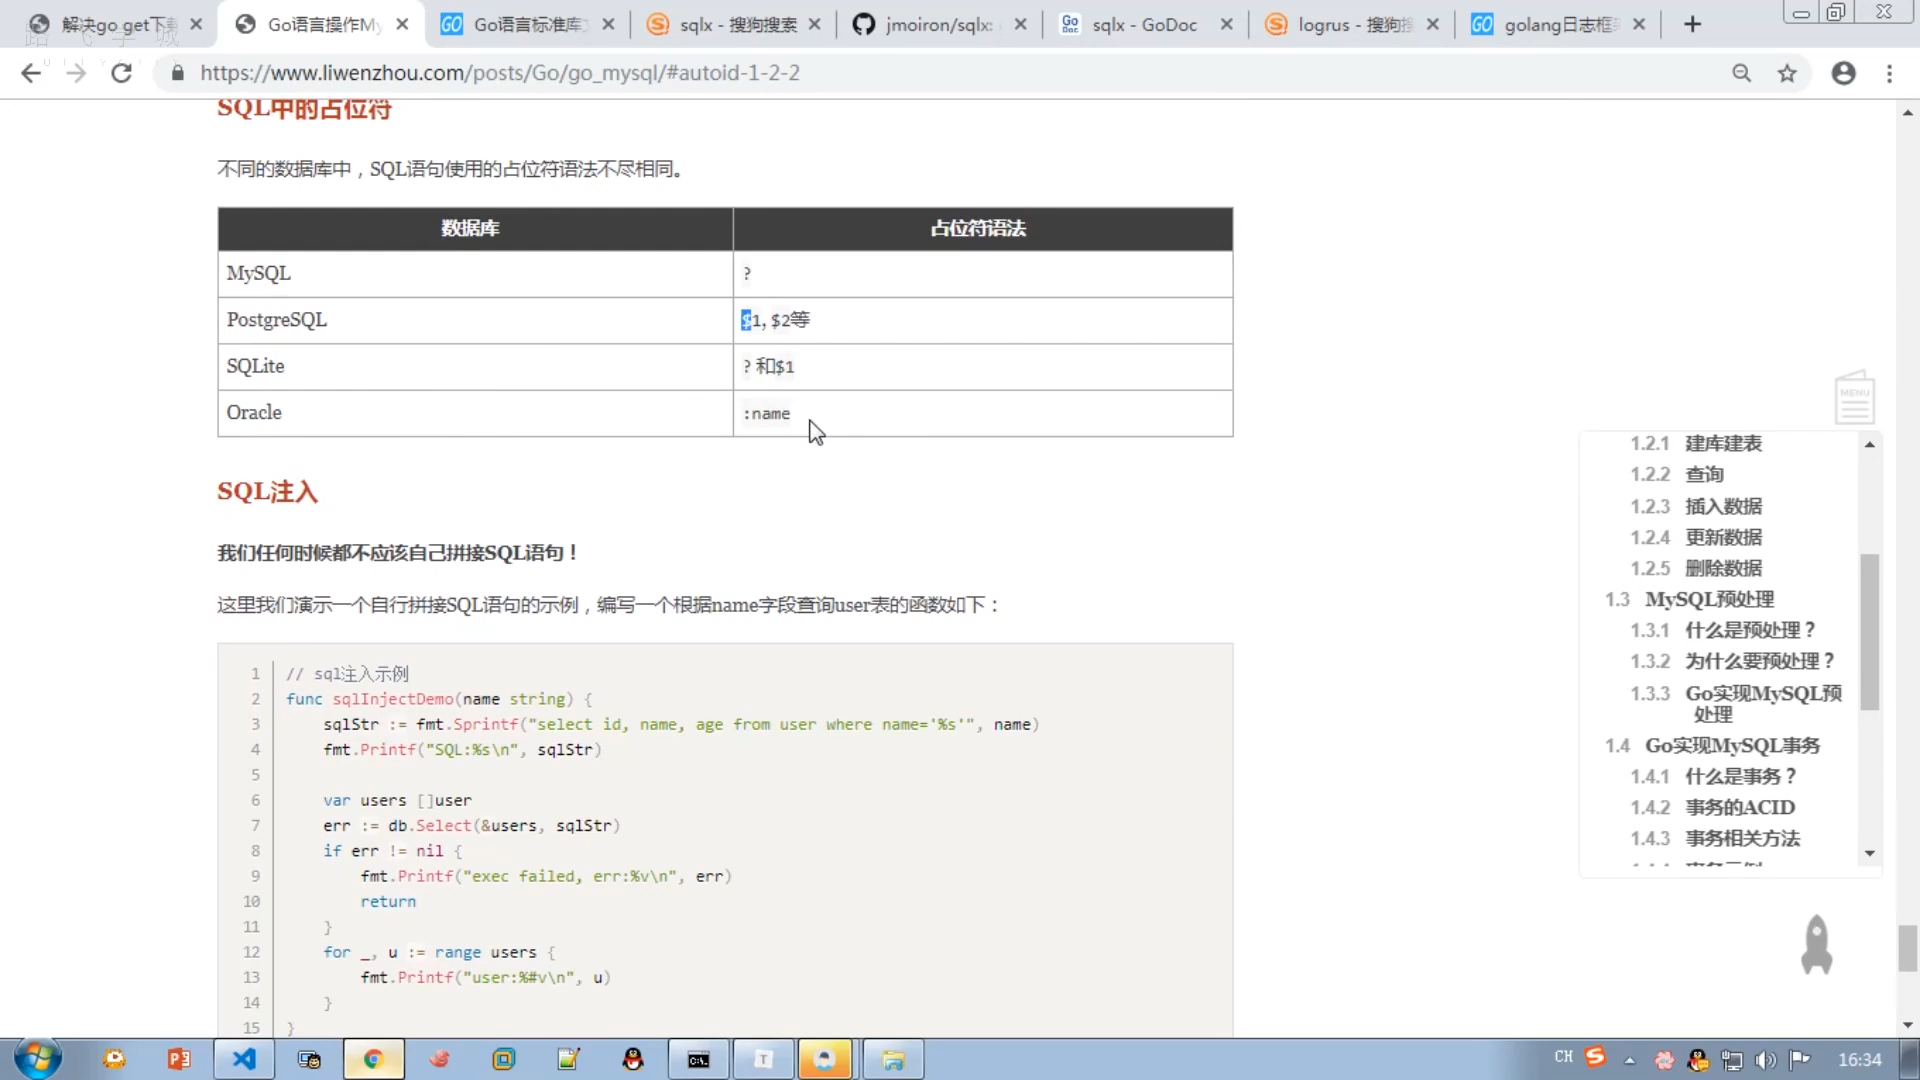 解决go get下载
Go语言操作My
Go语言标准库
sqlx - 搜狗搜索
jmoiron/sqlx:
sqlx - GoDoc
logrus - 搜狗搜
golang日志框
https://www.liwenzhou.com/posts/Go/go_mysql/#autoid-1-2-2
SQL中的占位符
不同的数据库中，SQL语句使用的占位符语法不尽相同。
数据库 占位符语法
MySQL ?
PostgreSQL $1, $2等
SQLite ? 和$1
Oracle :name
SQL注入
我们任何时候都不应该自己拼接SQL语句！
这里我们演示一个自行拼接SQL语句的示例，编写一个根据name字段查询user表的函数如下：
1 // sql注入示例
2 func sqlInjectDemo(name string) {
3 sqlStr := fmt.Sprintf("select id, name, age from user where name='%s'", name)
4 fmt.Printf("SQL:%s\n", sqlStr)
5
6 var users []user
7 err := db.Select(&users, sqlStr)
8 if err != nil {
9 fmt.Printf("exec failed, err:%v\n", err)
10 return
11 }
12 for _, u := range users {
13 fmt.Printf("user:%#v\n", u)
14 }
15 }
MENU
1.2.1 建库建表
1.2.2 查询
1.2.3 插入数据
1.2.4 更新数据
1.2.5 删除数据
1.3 MySQL预处理
1.3.1 什么是预处理？
1.3.2 为什么要预处理？
1.3.3 Go实现MySQL预
处理
1.4 Go实现MySQL事务
1.4.1 什么是事务？
1.4.2 事务的ACID
1.4.3 事务相关方法
CH
16:34